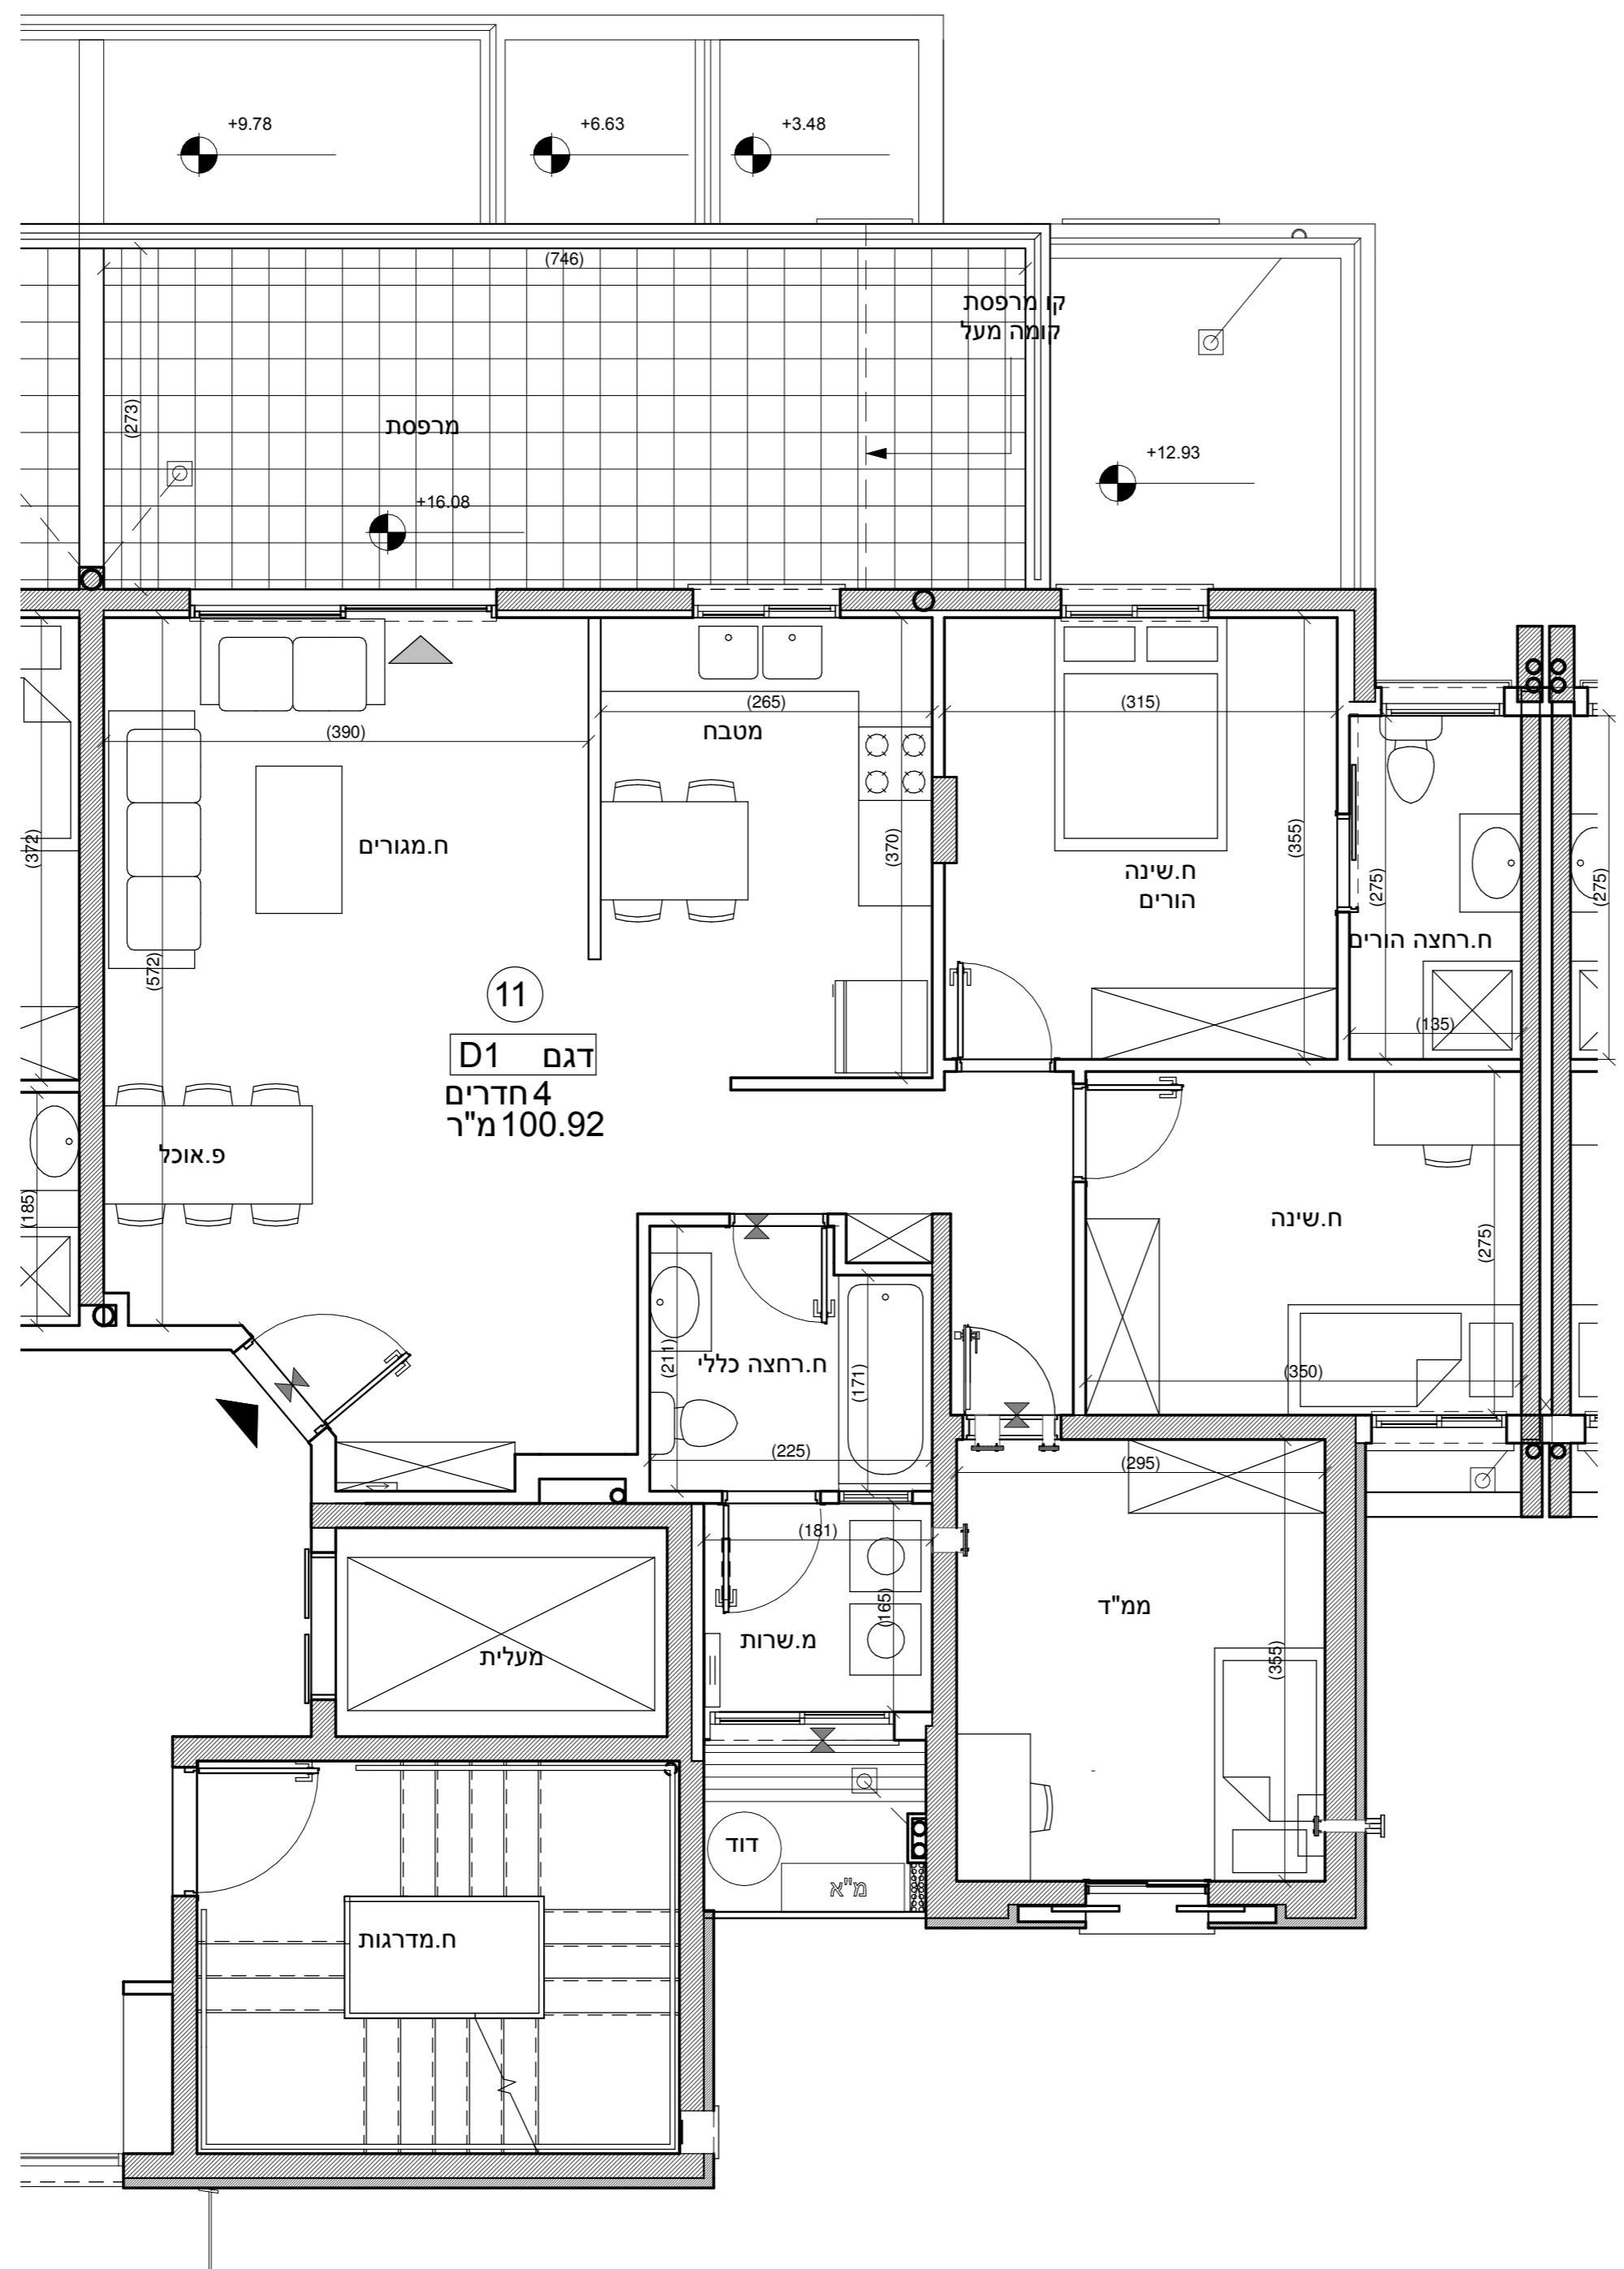 +9.78
+6.63
+3.48
(746)
קו מרפסת
קומה מעל
(273)
מרפסת
+12.93
+16.08
(265)
(315)
(390)
מטבח
(372)
ח.מגורים
(370)
(355)
ח.שינה
הורים
(275)
(275)
ח.רחצה הורים
(572)
11
(135)
דגם D1
4 חדרים
100.92 מ"ר
פ.אוכל
(185)
ח.שינה
(275)
(211)
ח.רחצה כללי
(171)
(350)
(225)
(295)
(181)
(165)
ממ"ד
מ.שרות
מעלית
(355)
דוד
מ"א
ח.מדרגות